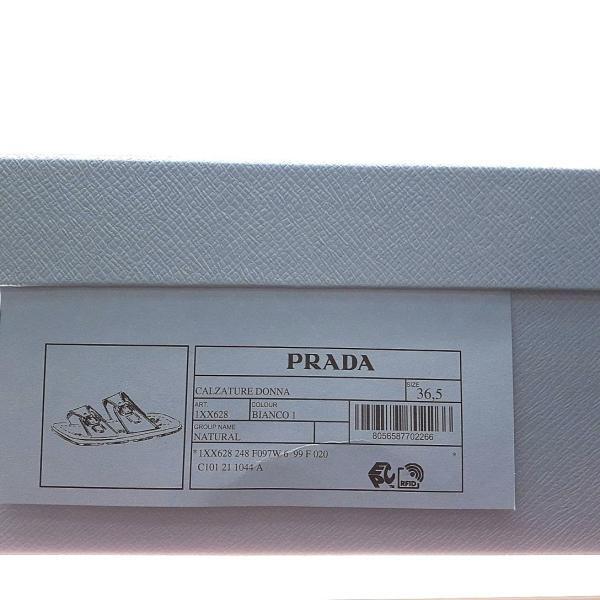 PRADA
CALZATURE DONNA
SIZE
36,5
ART.
1XX628
COLOUR
BIANCO 1
GROUP NAME
NATURAL
8056587702266
*1XX628 248 F097W 6 99 F 020 *
C101 21 1044 A
EPC™ RFID